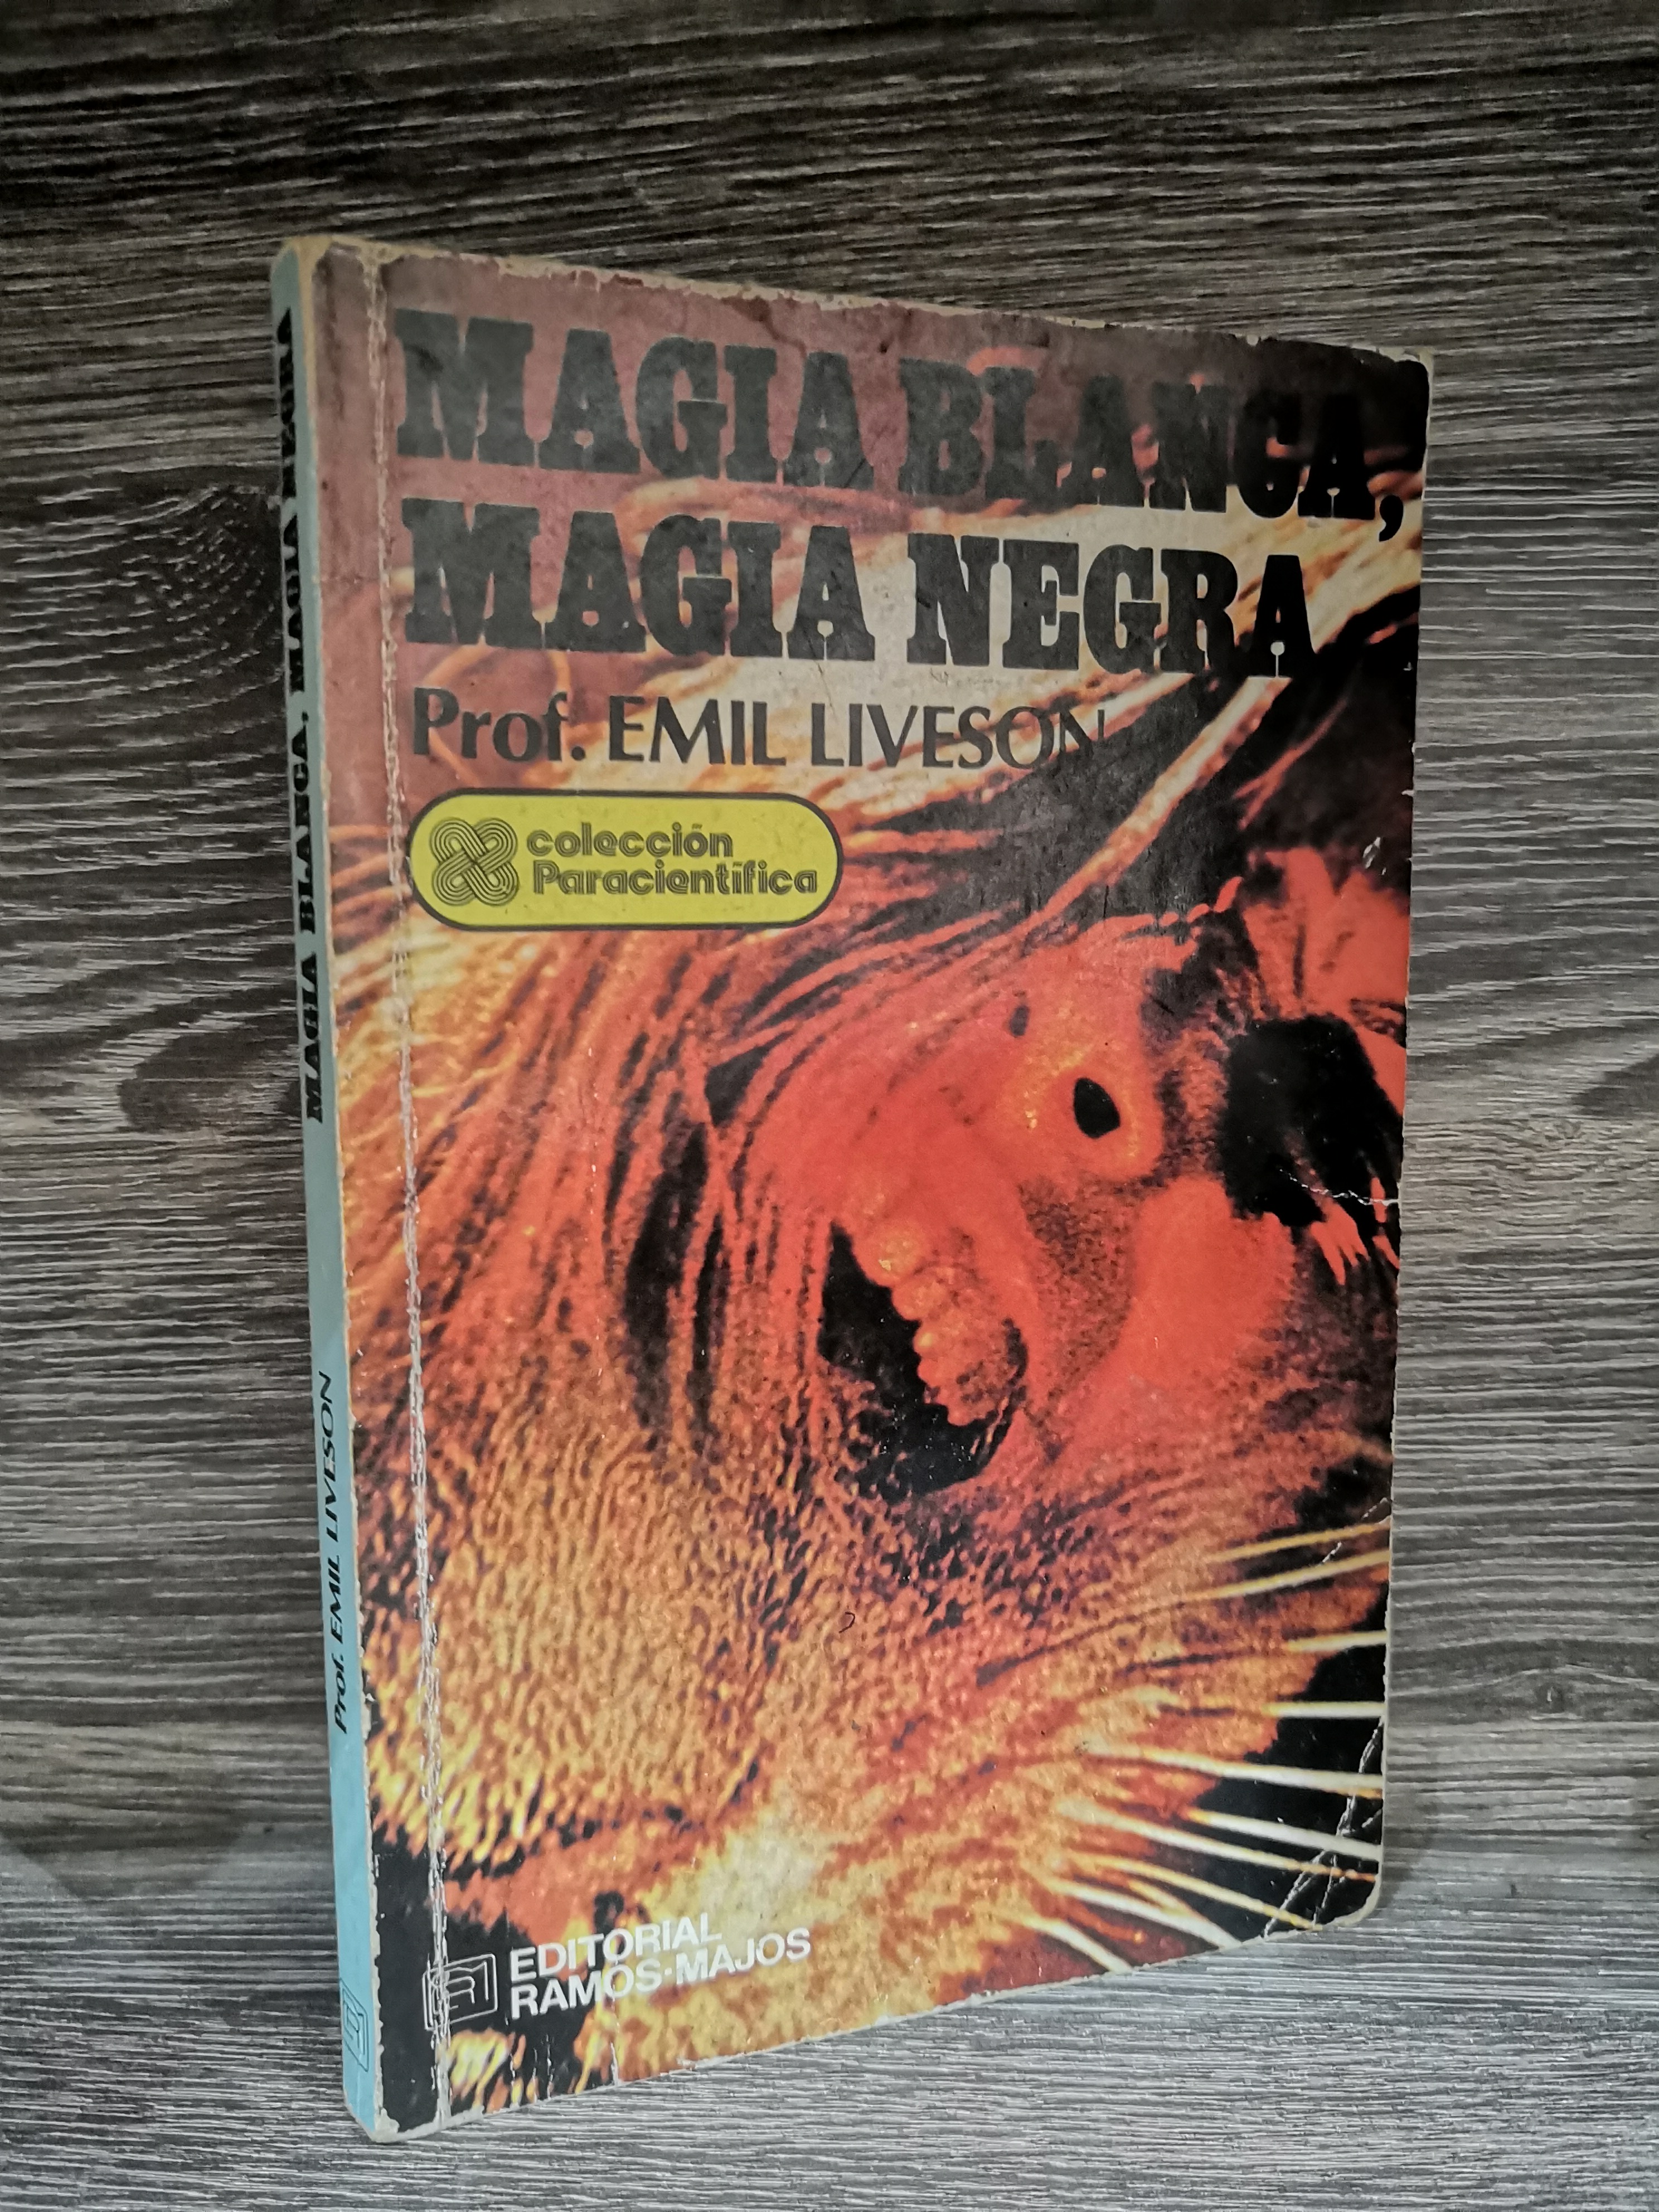 MAGIA BLANCA,
MAGIA NEGRA
Prof. EMIL LIVESON
colección
Paracientífica
EDITORIAL
RAMOS-MAJOS
Prof. EMIL LIVESON MAGIA BLANCA, MAGIA NEGRA